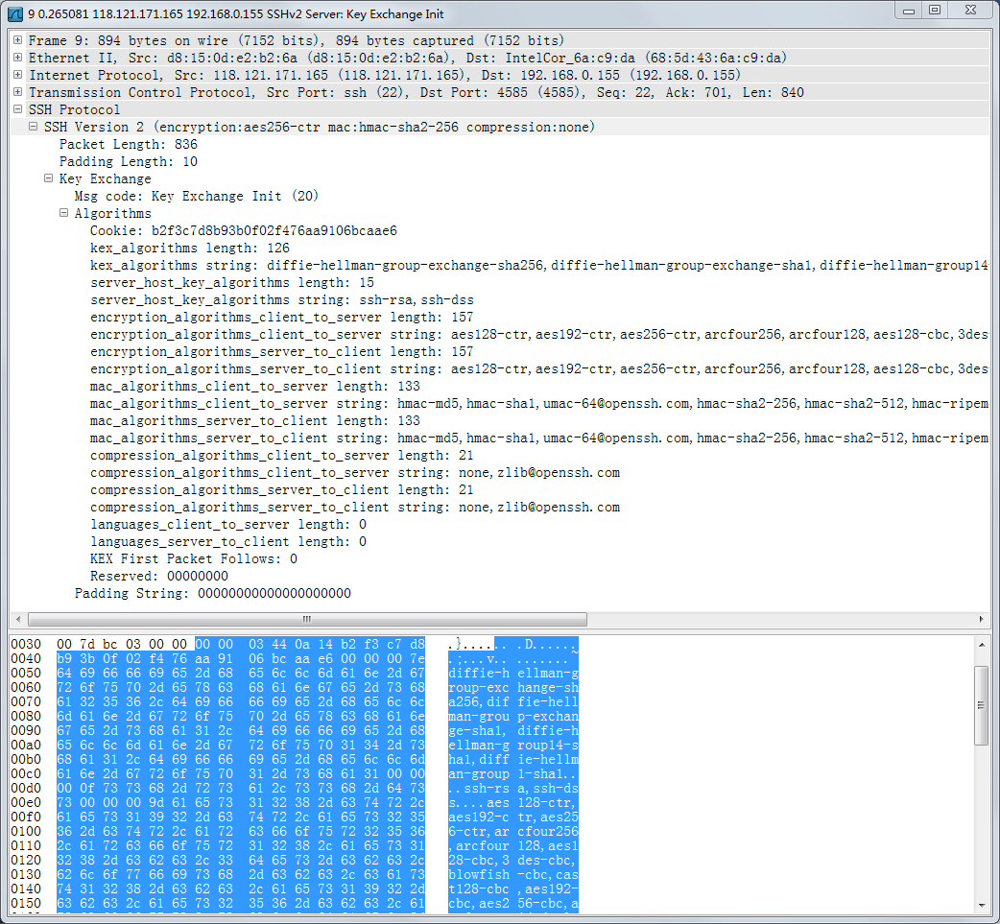 9 0.265081 118.121.171.165 192.168.0.155 SSHv2 Server: Key Exchange Init
Frame 9: 894 bytes on wire (7152 bits), 894 bytes captured (7152 bits)
Ethernet II, Src: d8:15:0d:e2:b2:6a (d8:15:0d:e2:b2:6a), Dst: IntelCor_6a:c9:da (68:5d:43:6a:c9:da)
Internet Protocol, Src: 118.121.171.165 (118.121.171.165), Dst: 192.168.0.155 (192.168.0.155)
Transmission Control Protocol, Src Port: ssh (22), Dst Port: 4585 (4585), Seq: 22, Ack: 701, Len: 840
SSH Protocol
SSH Version 2 (encryption:aes256-ctr mac:hmac-sha2-256 compression:none)
Packet Length: 836
Padding Length: 10
Key Exchange
Msg code: Key Exchange Init (20)
Algorithms
Cookie: b2f3c7d8b93b0f02f476aa9106bcaae6
kex_algorithms length: 126
kex_algorithms string: diffie-hellman-group-exchange-sha256,diffie-hellman-group-exchange-sha1,diffie-hellman-group14-
server_host_key_algorithms length: 15
server_host_key_algorithms string: ssh-rsa,ssh-dss
encryption_algorithms_client_to_server length: 157
encryption_algorithms_client_to_server string: aes128-ctr,aes192-ctr,aes256-ctr,arcfour256,arcfour128,aes128-cbc,3des-
encryption_algorithms_server_to_client length: 157
encryption_algorithms_server_to_client string: aes128-ctr,aes192-ctr,aes256-ctr,arcfour256,arcfour128,aes128-cbc,3des-
mac_algorithms_client_to_server length: 133
mac_algorithms_client_to_server string: hmac-md5,hmac-sha1,umac-64@openssh.com,hmac-sha2-256,hmac-sha2-512,hmac-ripem
mac_algorithms_server_to_client length: 133
mac_algorithms_server_to_client string: hmac-md5,hmac-sha1,umac-64@openssh.com,hmac-sha2-256,hmac-sha2-512,hmac-ripem
compression_algorithms_client_to_server length: 21
compression_algorithms_client_to_server string: none,zlib@openssh.com
compression_algorithms_server_to_client length: 21
compression_algorithms_server_to_client string: none,zlib@openssh.com
languages_client_to_server length: 0
languages_server_to_client length: 0
KEX First Packet Follows: 0
Reserved: 00000000
Padding String: 00000000000000000000
0030 00 7d bc 03 00 00 00 00 03 44 0a 14 b2 f3 c7 d8 .}...... .D......
0040 b9 3b 0f 02 f4 76 aa 91 06 bc aa e6 00 00 00 7e .;...v.. .......~
0050 64 69 66 66 69 65 2d 68 65 6c 6c 6d 61 6e 2d 67 diffie-h ellman-g
0060 72 6f 75 70 2d 65 78 63 68 61 6e 67 65 2d 73 68 roup-exc hange-sh
0070 61 32 35 36 2c 64 69 66 66 69 65 2d 68 65 6c 6c a256,dif fie-hell
0080 6d 61 6e 2d 67 72 6f 75 70 2d 65 78 63 68 61 6e man-grou p-exchan
0090 67 65 2d 73 68 61 31 2c 64 69 66 66 69 65 2d 68 ge-sha1, diffie-h
00a0 65 6c 6c 6d 61 6e 2d 67 72 6f 75 70 31 34 2d 73 ellman-g roup14-s
00b0 68 61 31 2c 64 69 66 66 69 65 2d 68 65 6c 6c 6d ha1,diff ie-hellm
00c0 61 6e 2d 67 72 6f 75 70 31 2d 73 68 61 31 00 00 an-group 1-sha1..
00d0 00 0f 73 73 68 2d 72 73 61 2c 73 73 68 2d 64 73 ..ssh-rs a,ssh-ds
00e0 73 00 00 00 9d 61 65 73 31 32 38 2d 63 74 72 2c s....aes 128-ctr,
00f0 61 65 73 31 39 32 2d 63 74 72 2c 61 65 73 32 35 aes192-c tr,aes25
0100 36 2d 63 74 72 2c 61 72 63 66 6f 75 72 32 35 36 6-ctr,ar cfour256
0110 2c 61 72 63 66 6f 75 72 31 32 38 2c 61 65 73 31 ,arcfour 128,aes1
0120 32 38 2d 63 62 63 2c 33 64 65 73 2d 63 62 63 2c 28-cbc,3 des-cbc,
0130 62 6c 6f 77 66 69 73 68 2d 63 62 63 2c 63 61 73 blowfish -cbc,cas
0140 74 31 32 38 2d 63 62 63 2c 61 65 73 31 39 32 2d t128-cbc ,aes192-
0150 63 62 63 2c 61 65 73 32 35 36 2d 63 62 63 2c 61 cbc,aes2 56-cbc,a